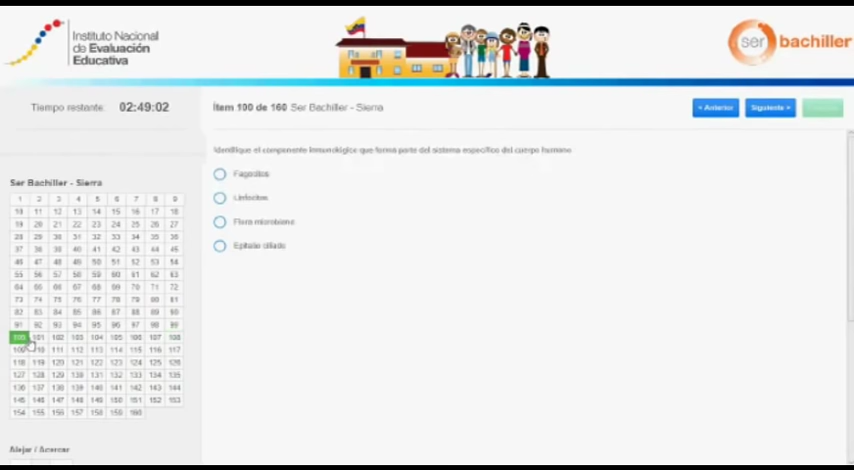 Instituto Nacional
de Evaluación
Educativa
ser bachiller
Tiempo restante: 02:49:02
Ítem 100 de 160 Ser Bachiller - Sierra
« Anterior
Siguiente »
Identifique el componente inmunológico que forma parte del sistema específico del cuerpo humano
Fagocitos
Linfocitos
Flora microbiana
Epitelio ciliado
Ser Bachiller - Sierra
1 2 3 4 5 6 7 8 9
10 11 12 13 14 15 16 17 18
19 20 21 22 23 24 25 26 27
28 29 30 31 32 33 34 35 36
37 38 39 40 41 42 43 44 45
46 47 48 49 50 51 52 53 54
55 56 57 58 59 60 61 62 63
64 65 66 67 68 69 70 71 72
73 74 75 76 77 78 79 80 81
82 83 84 85 86 87 88 89 90
91 92 93 94 95 96 97 98 99
100 101 102 103 104 105 106 107 108
109 110 111 112 113 114 115 116 117
118 119 120 121 122 123 124 125 126
127 128 129 130 131 132 133 134 135
136 137 138 139 140 141 142 143 144
145 146 147 148 149 150 151 152 153
154 155 156 157 158 159 160
Alejar / Acercar